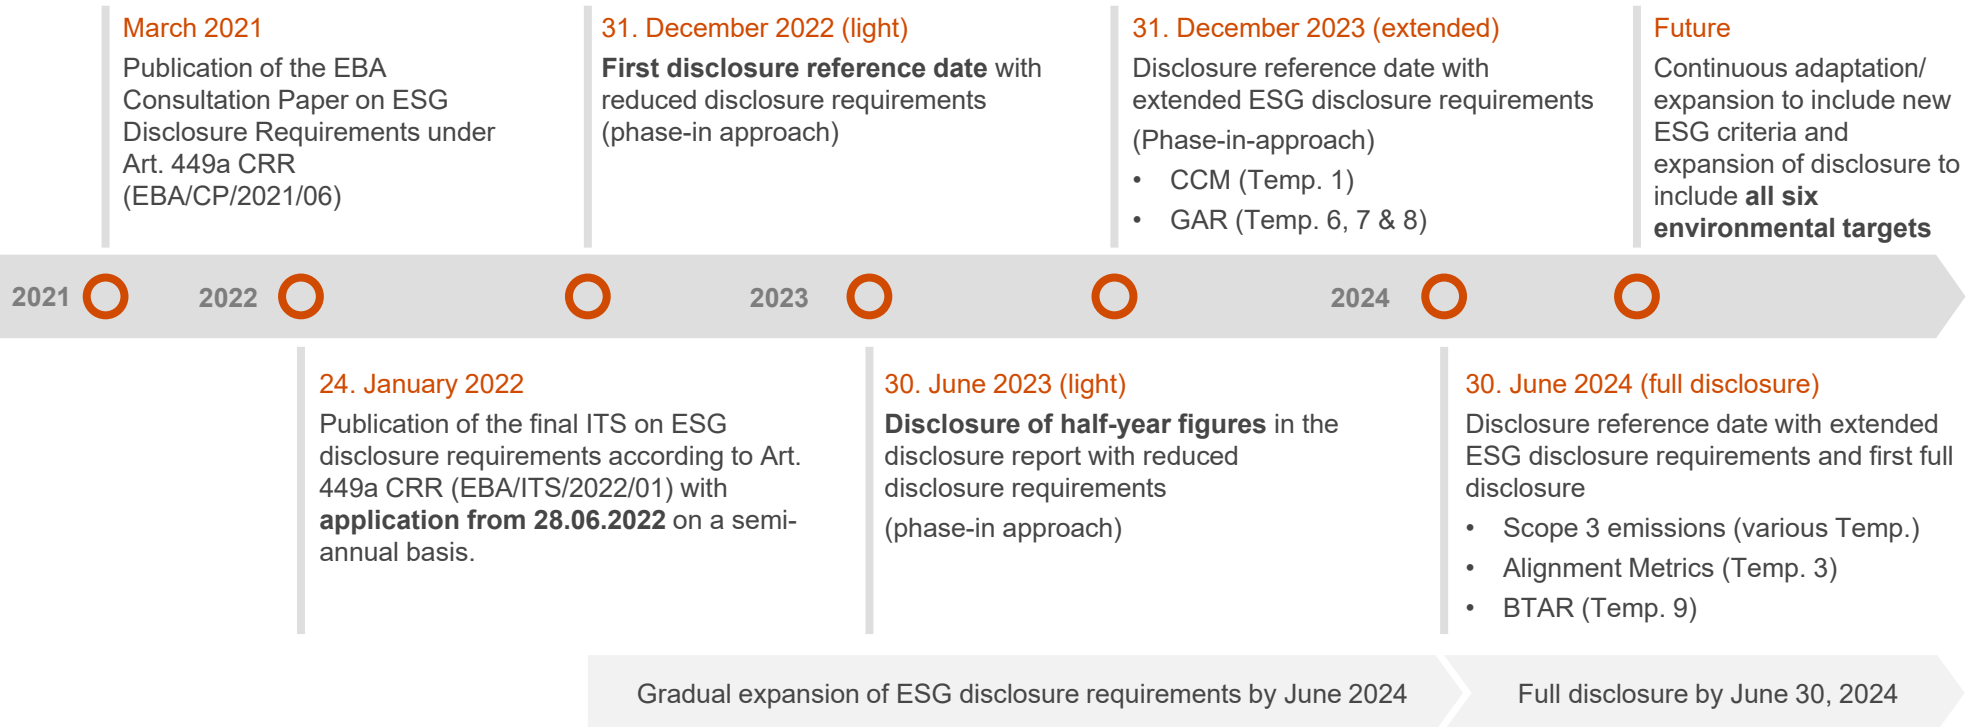 March 2021
Publication of the EBA
Consultation Paper on ESG
Disclosure Requirements under
Art. 449a CRR
(EBA/CP/2021/06)
31. December 2022 (light)
First disclosure reference date with
reduced disclosure requirements
(phase-in approach)
31. December 2023 (extended)
Disclosure reference date with
extended ESG disclosure requirements
(Phase-in-approach)
• CCM (Temp. 1)
• GAR (Temp. 6, 7 & 8)
Future
Continuous adaptation/
expansion to include new
ESG criteria and
expansion of disclosure to
include all six
environmental targets
2021
2022
2023
2024
24. January 2022
Publication of the final ITS on ESG
disclosure requirements according to Art.
449a CRR (EBA/ITS/2022/01) with
application from 28.06.2022 on a semi-
annual basis.
30. June 2023 (light)
Disclosure of half-year figures in the
disclosure report with reduced
disclosure requirements
(phase-in approach)
30. June 2024 (full disclosure)
Disclosure reference date with extended
ESG disclosure requirements and first full
disclosure
• Scope 3 emissions (various Temp.)
• Alignment Metrics (Temp. 3)
• BTAR (Temp. 9)
Gradual expansion of ESG disclosure requirements by June 2024
Full disclosure by June 30, 2024